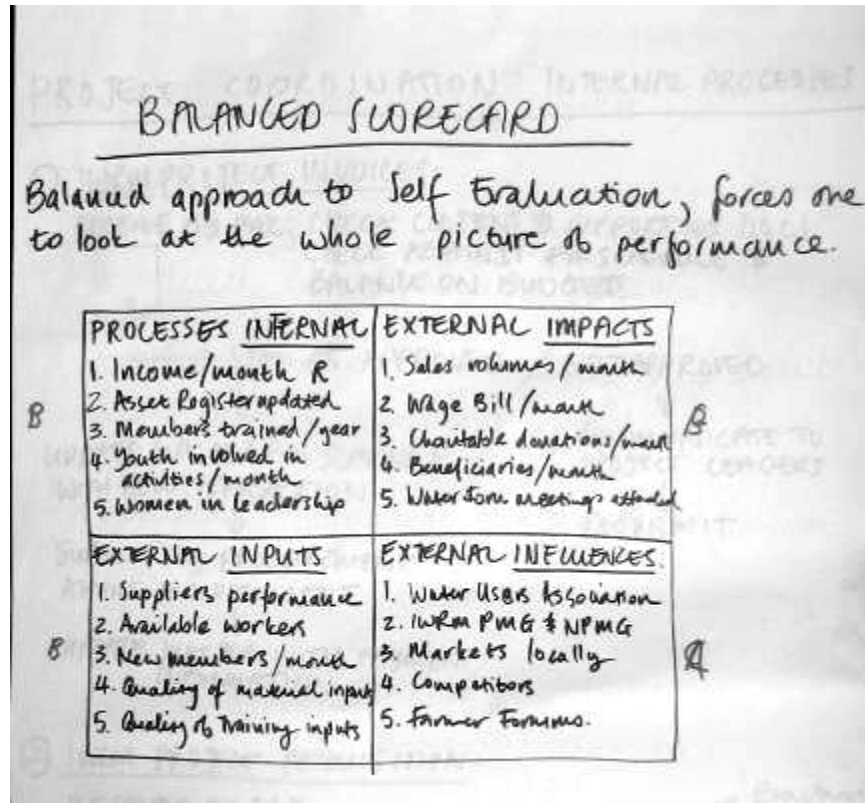 BALANCED SCORECARD
Balanced approach to Self Evaluation, forces one
to look at the whole picture of performance.
PROCESSES INTERNAL
1. Income/month R
2. Asset Register updated
3. Members trained/year
4. Youth involved in
activities/month
5. Women in leadership
B
EXTERNAL IMPACTS
1. Sales volumes/month
2. Wage Bill/month
3. Charitable donations/month
4. Beneficiaries/month
5. Water forum meetings attended
B
EXTERNAL INPUTS
1. Suppliers performance
2. Available workers
3. New members/month
4. Quality of material inputs
5. Quality of Training inputs
B
EXTERNAL INFLUENCES.
1. Water Users Association
2. IWRM PMG & NPMG
3. Markets locally
4. Competitors
5. Farmer Forums.